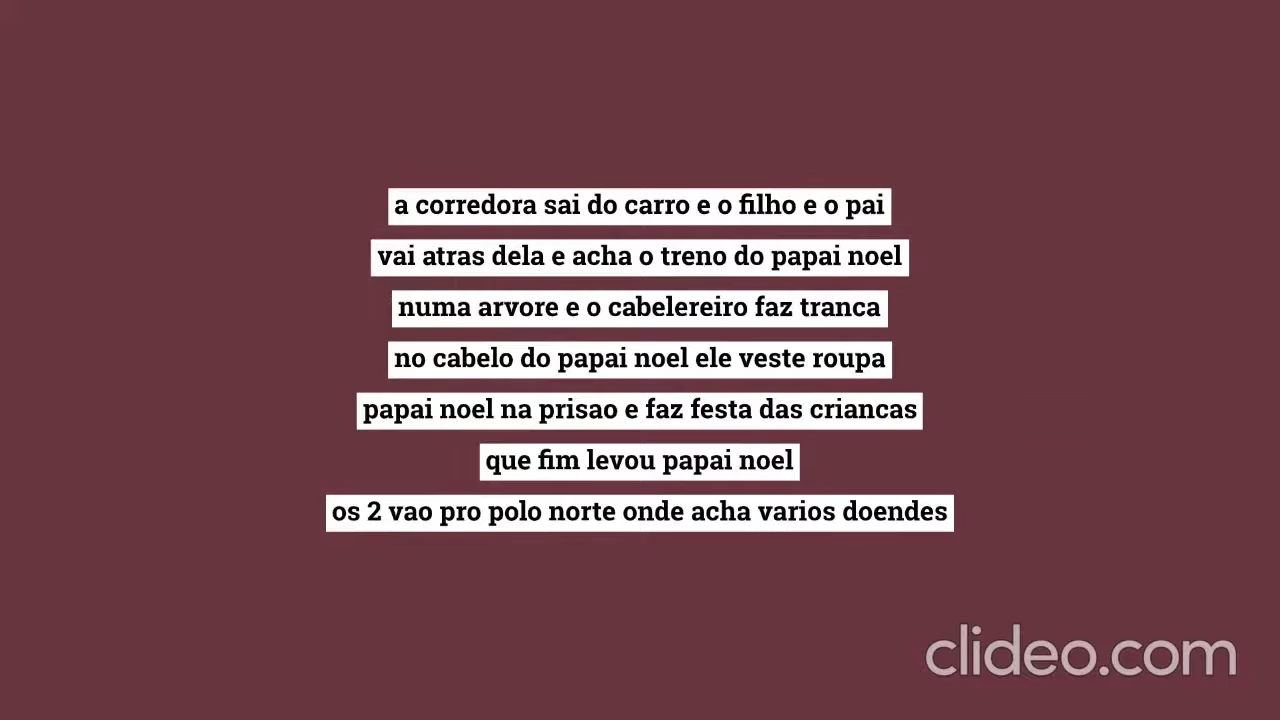 a corredora sai do carro e o filho e o pai
vai atras dela e acha o treno do papai noel
numa arvore e o cabelereiro faz tranca
no cabelo do papai noel ele veste roupa
papai noel na prisao e faz festa das criancas
que fim levou papai noel
os 2 vao pro polo norte onde acha varios doendes
clideo.com